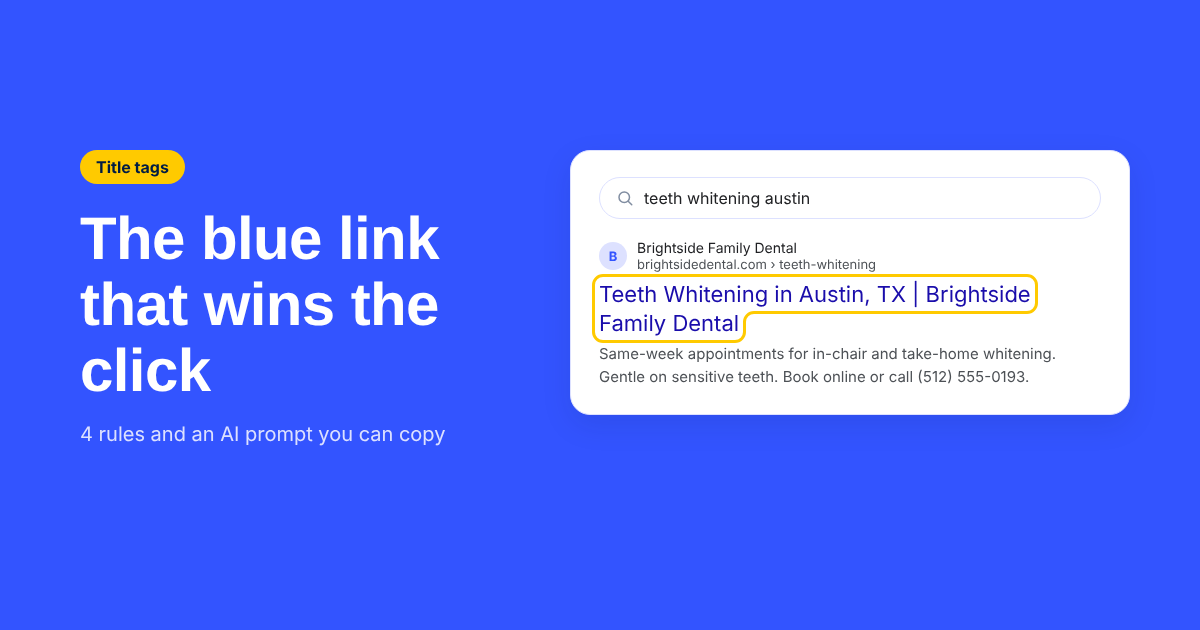 Title tags
The blue link
that wins the
click
4 rules and an AI prompt you can copy
teeth whitening austin
B
Brightside Family Dental
brightsidedental.com › teeth-whitening
Teeth Whitening in Austin, TX | Brightside
Family Dental
Same-week appointments for in-chair and take-home whitening.
Gentle on sensitive teeth. Book online or call (512) 555-0193.